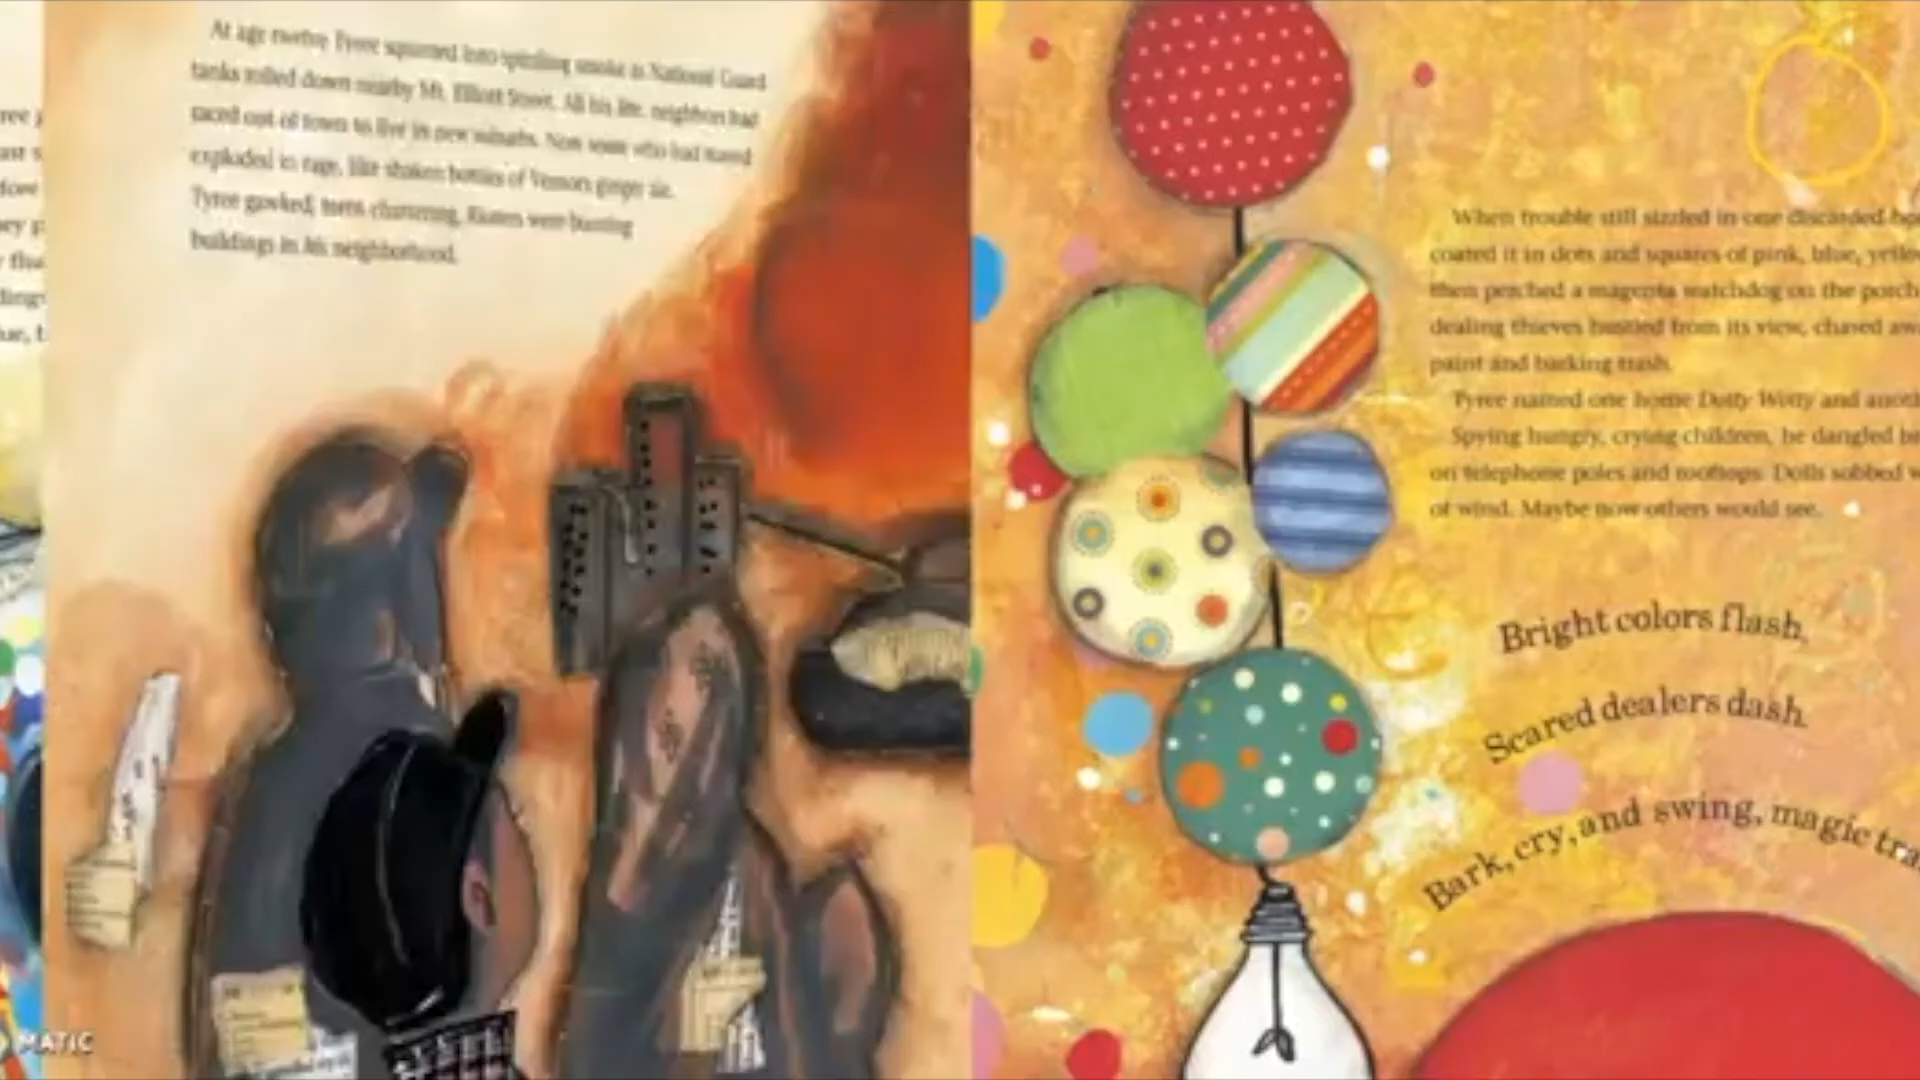 At age twelve Tyree squinted into spiraling smoke as National Guard
tanks rolled down nearby Mt. Elliott Street. All his life, neighbors had
raced out of town to live in new suburbs. Now some who had stayed
exploded in rage, like shaken bottles of Vernors ginger ale.
Tyree gawked, teeth chattering. Rioters were busting
buildings in his neighborhood.
When trouble still sizzled in one discarded
coated it in dots and squares of pink, blue,
then perched a magenta watchdog on the porch
dealing thieves hustled from its view, chased
paint and barking trash.
Tyree named one home Dotty Wotty and
Spying hungry, crying children, he dangled
on telephone poles and rooftops. Dolls sobbed
of wind. Maybe now others would see.
Bright colors flash,
Scared dealers dash.
Bark, cry, and swing, magic
MATIC